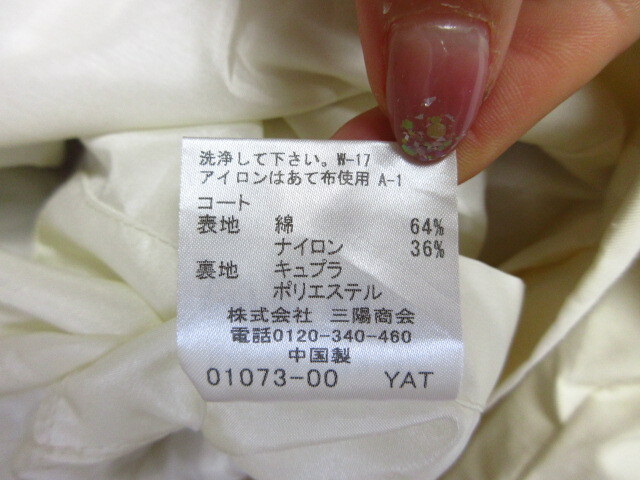 洗浄して下さい。W-17
アイロンはあて布使用 A-1
コート
表地 綿 64%
ナイロン 36%
裏地 キュプラ
ポリエステル
株式会社 三陽商会
電話0120-340-460
中国製
01073-00 YAT